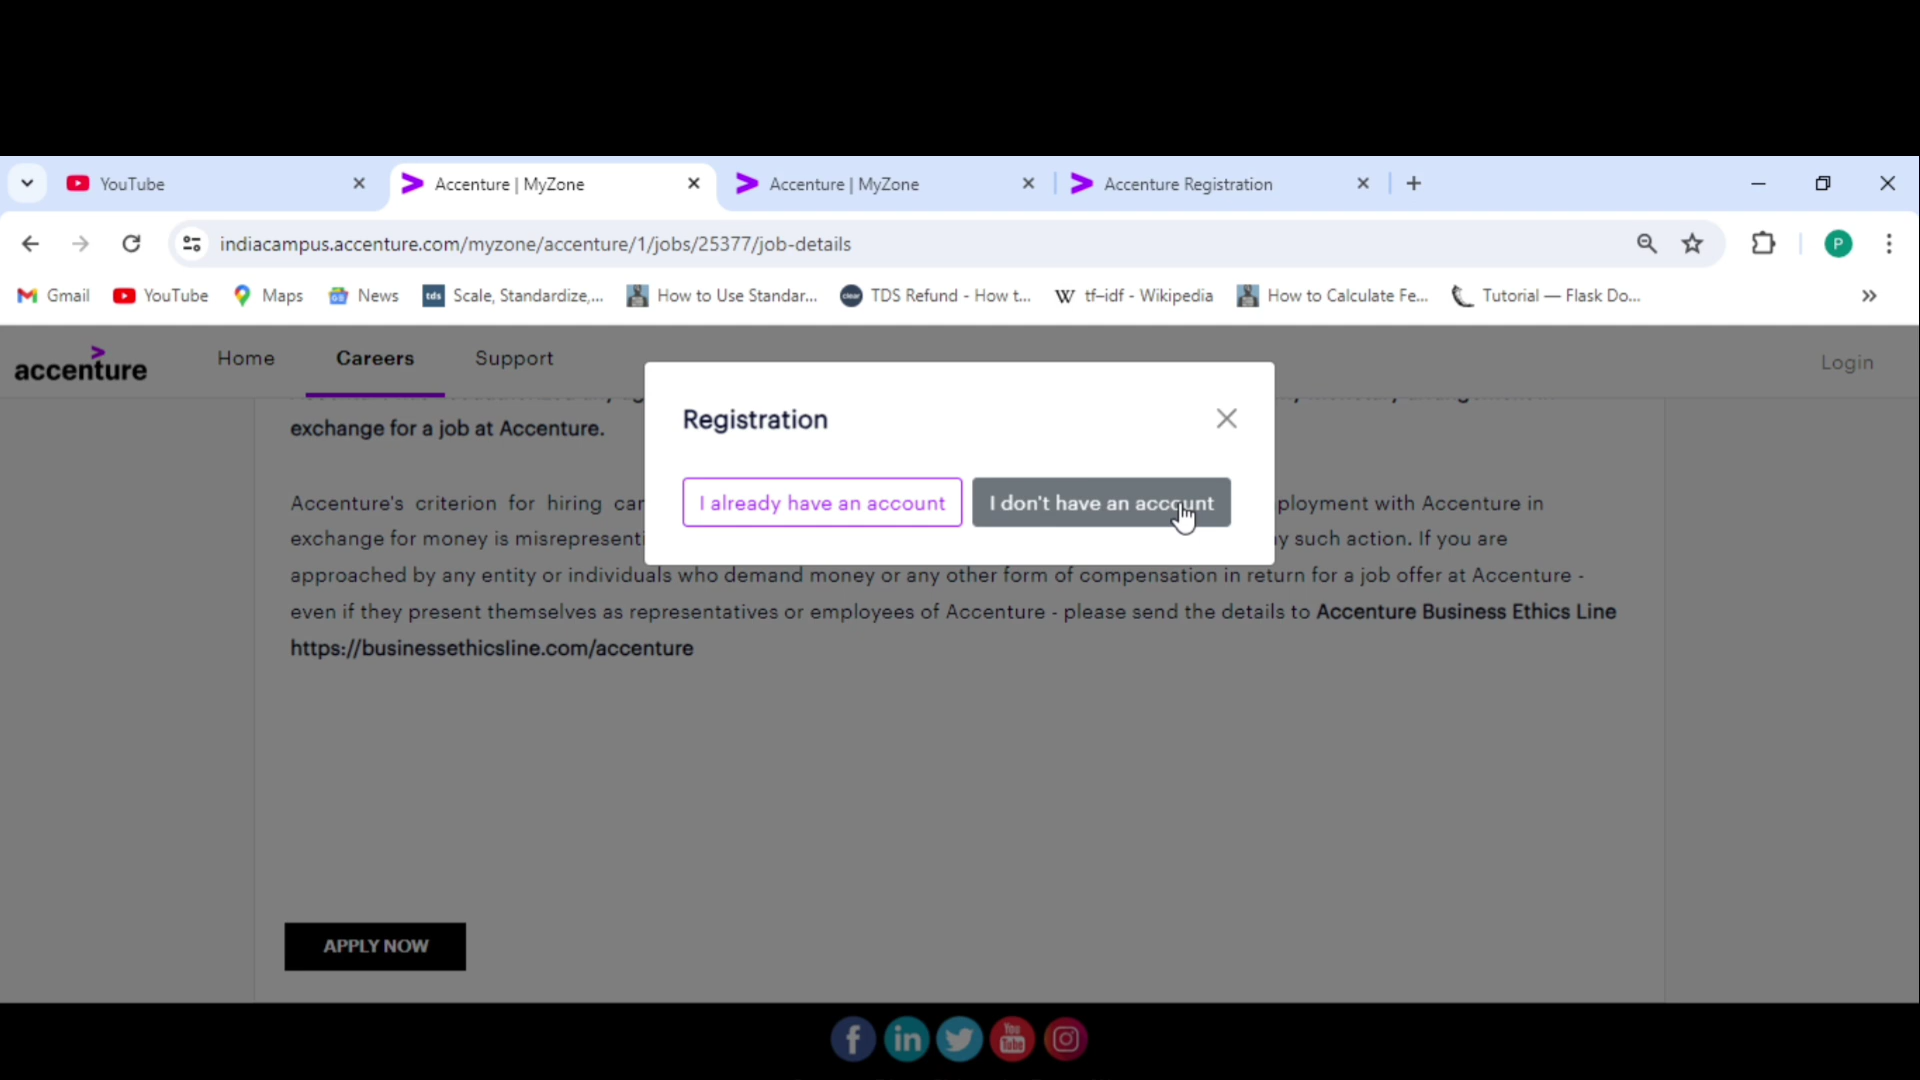 YouTube
Accenture | MyZone
Accenture | MyZone
Accenture Registration
indiacampus.accenture.com/myzone/accenture/1/jobs/25377/job-details
P
Gmail
YouTube
Maps
News
tds Scale, Standardize,...
How to Use Standar...
clear TDS Refund - How t...
W tf-idf - Wikipedia
How to Calculate Fe...
Tutorial — Flask Do...
accenture
Home
Careers
Support
Login
Registration
I already have an account
I don't have an account
exchange for a job at Accenture.
Accenture's criterion for hiring ployment with Accenture in
exchange for money is y such action. If you are
approached by any entity or individuals who demand money or any other form of compensation in return for a job offer at Accenture -
even if they present themselves as representatives or employees of Accenture - please send the details to Accenture Business Ethics Line
https://businessethicsline.com/accenture
APPLY NOW
f
in
You
Tube